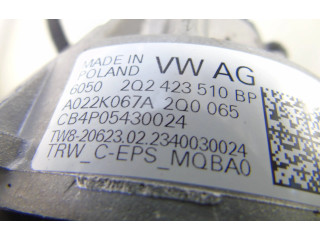 MADE IN
POLAND VW AG
6050 2Q2 423 510 BP
A022K067A 2Q0 065
CB4P05430024
TW8-20623.02.2340030024
TRW_C-EPS_MQBA0